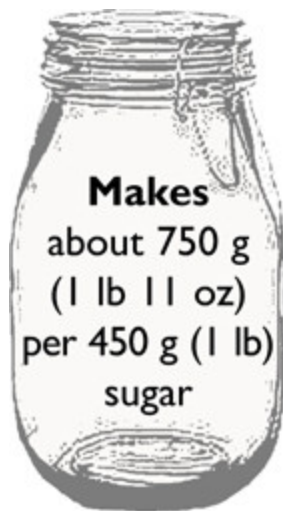 Makes
about 750 g
(1 lb 11 oz)
per 450 g (1 lb)
sugar